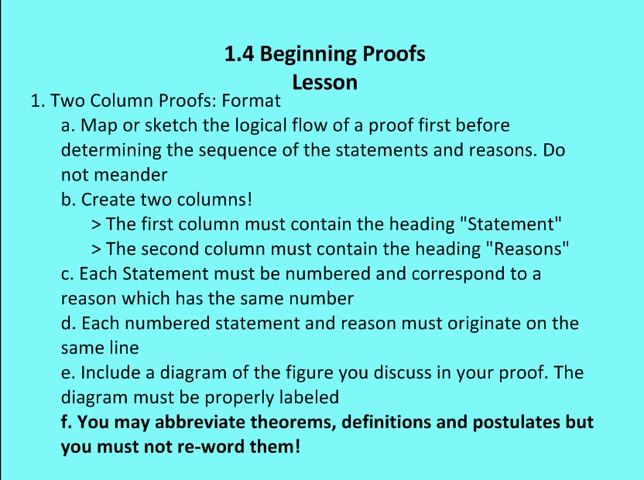 1.4 Beginning Proofs
Lesson
1. Two Column Proofs: Format
a. Map or sketch the logical flow of a proof first before
determining the sequence of the statements and reasons. Do
not meander
b. Create two columns!
> The first column must contain the heading "Statement"
> The second column must contain the heading "Reasons"
c. Each Statement must be numbered and correspond to a
reason which has the same number
d. Each numbered statement and reason must originate on the
same line
e. Include a diagram of the figure you discuss in your proof. The
diagram must be properly labeled
f. You may abbreviate theorems, definitions and postulates but
you must not re-word them!